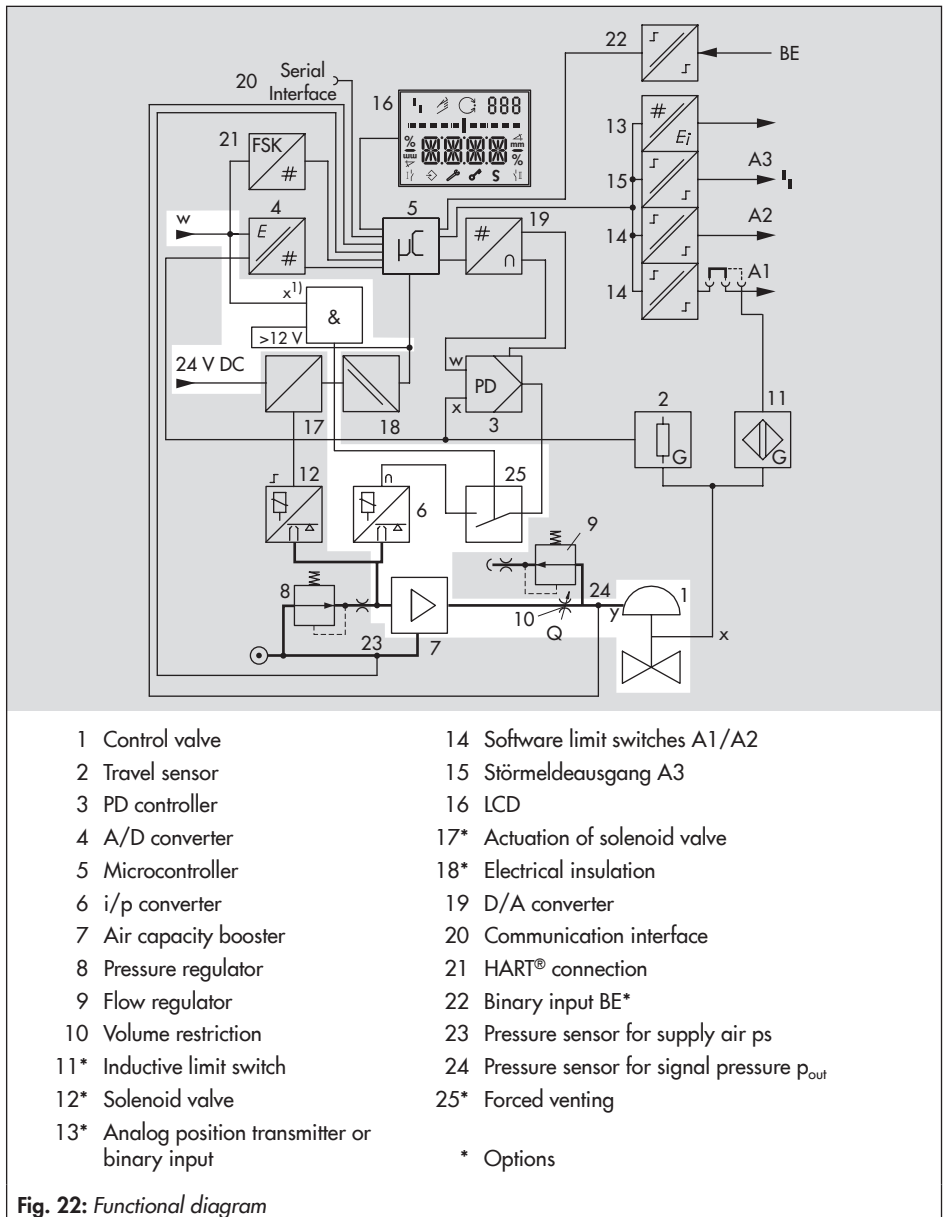 22
BE
20 Serial Interface
16
888
%
mm
mm
%
S
13
#
Ei
21
FSK
#
15
A3
w
4
E
#
5
µC
19
#
∩
14
A2
14
A1
x¹⁾
&
>12 V
24 V DC
w
PD
x
3
2
G
11
G
17
18
12
6
25
9
8
10
Q
24
y
1
x
23
7
1 Control valve
2 Travel sensor
3 PD controller
4 A/D converter
5 Microcontroller
6 i/p converter
7 Air capacity booster
8 Pressure regulator
9 Flow regulator
10 Volume restriction
11* Inductive limit switch
12* Solenoid valve
13* Analog position transmitter or
binary input
14 Software limit switches A1/A2
15 Störmeldeausgang A3
16 LCD
17* Actuation of solenoid valve
18* Electrical insulation
19 D/A converter
20 Communication interface
21 HART® connection
22 Binary input BE*
23 Pressure sensor for supply air ps
24 Pressure sensor for signal pressure pout
25* Forced venting
* Options
Fig. 22: Functional diagram